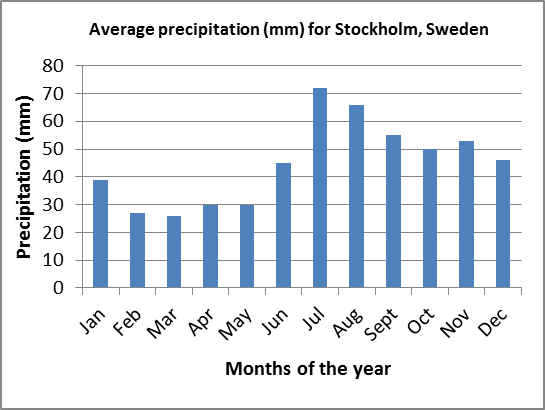 Average precipitation (mm) for Stockholm, Sweden
Precipitation (mm)
80
70
60
50
40
30
20
10
0
Jan Feb Mar Apr May Jun Jul Aug Sept Oct Nov Dec
Months of the year